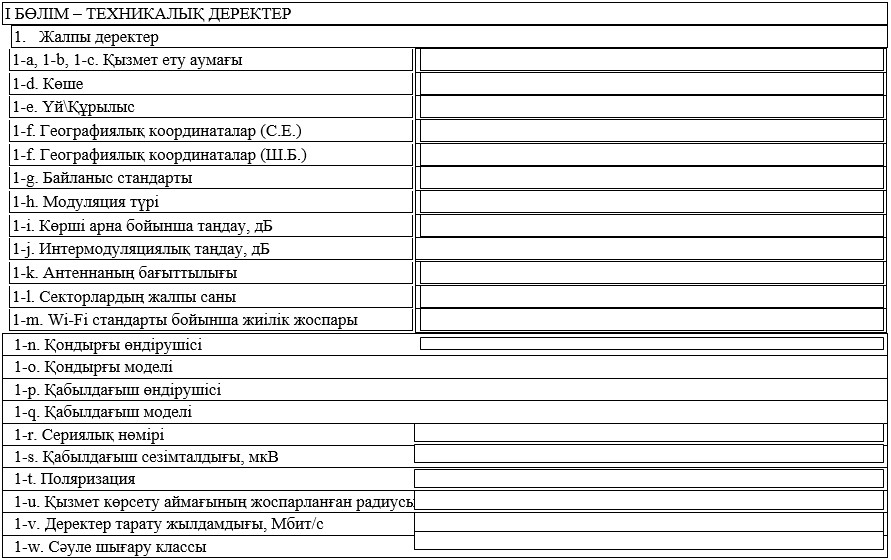 I БӨЛІМ – ТЕХНИКАЛЫҚ ДЕРЕКТЕР
1. Жалпы деректер
1-a, 1-b, 1-c. Қызмет ету аумағы
1-d. Көше
1-e. Үй\Құрылыс
1-f. Географиялық координаталар (С.Е.)
1-f. Географиялық координаталар (Ш.Б.)
1-g. Байланыс стандарты
1-h. Модуляция түрі
1-i. Көрші арна бойынша таңдау, дБ
1-j. Интермодуляциялық таңдау, дБ
1-k. Антеннаның бағыттылығы
1-l. Секторлардың жалпы саны
1-m. Wi-Fi стандарты бойынша жиілік жоспары
1-n. Қондырғы өндірушісі
1-o. Қондырғы моделі
1-p. Қабылдағыш өндірушісі
1-q. Қабылдағыш моделі
1-r. Сериялық нөмірі
1-s. Қабылдағыш сезімталдығы, мкВ
1-t. Поляризация
1-u. Қызмет көрсету аймағының жоспарланған радиусы
1-v. Деректер тарату жылдамдығы, Мбит/с
1-w. Сәуле шығару классы